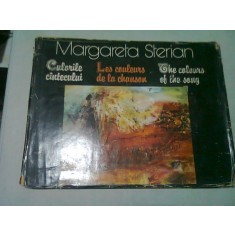 Margareta Sterian
Culorile Les couleurs The colours
cîntecului de la chanson of the song